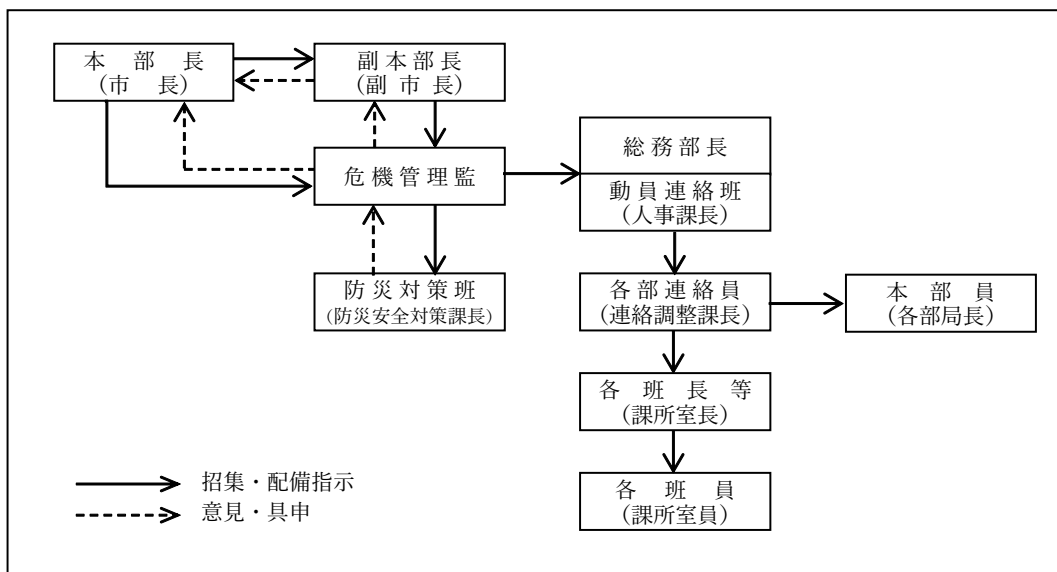 本部長
(市長)
副本部長
(副市長)
危機管理監
総務部長
動員連絡班
(人事課長)
防災対策班
(防災安全対策課長)
各部連絡員
(連絡調整課長)
本部員
(各部局長)
各班長等
(課所室長)
各班員
(課所室員)
招集・配備指示
意見・具申